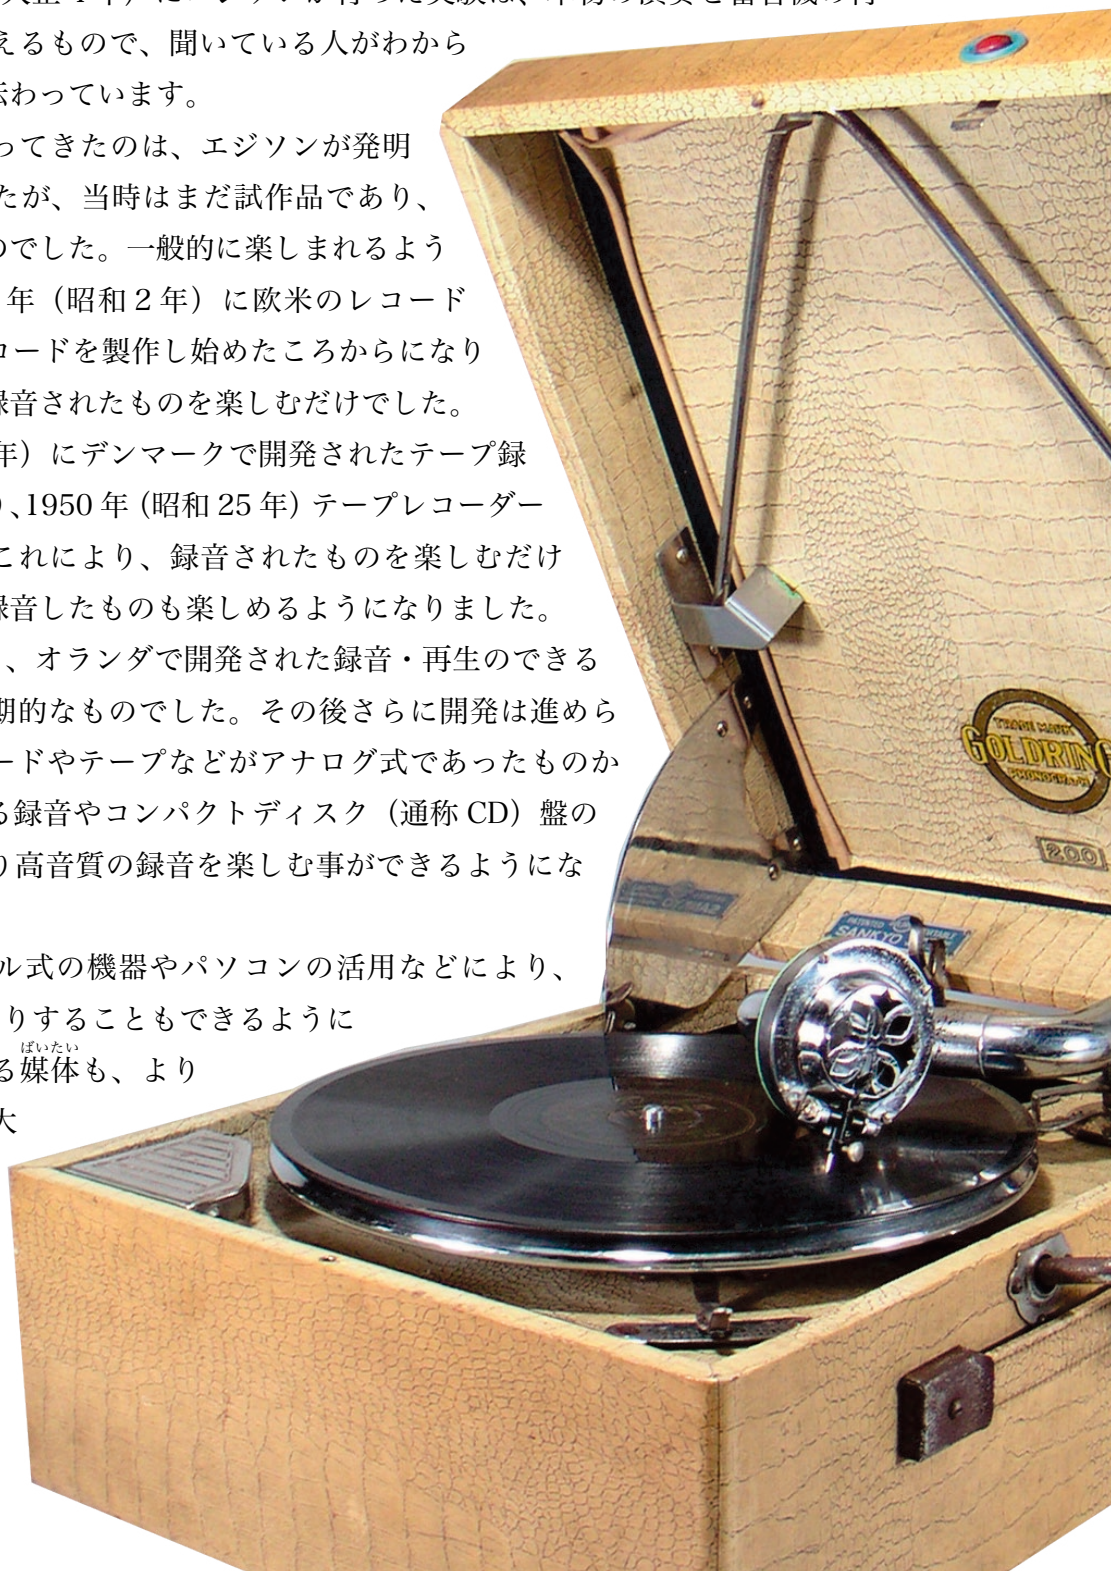 えるもので、聞いている人がわから
伝わっています。
ってきたのは、エジソンが発明
たが、当時はまだ試作品であり、
のでした。一般的に楽しまれるよう
年（昭和2年）に欧米のレコード
コードを製作し始めたころからになり
録音されたものを楽しむだけでした。
年）にデンマークで開発されたテープ録
り、1950年（昭和25年）テープレコーダー
これにより、録音されたものを楽しむだけ
録音したものも楽しめるようになりました。
、オランダで開発された録音・再生のできる
期的なものでした。その後さらに開発は進めら
ードやテープなどがアナログ式であったものか
る録音やコンパクトディスク（通称CD）盤の
り高音質の録音を楽しむ事ができるようにな
ル式の機器やパソコンの活用などにより、
りすることもできるように
ばいたい
る媒体も、より
大
TRADE MARK
GOLDRING
PHONOGRAPH
200
PATENTED PORTABLE
SANKYO